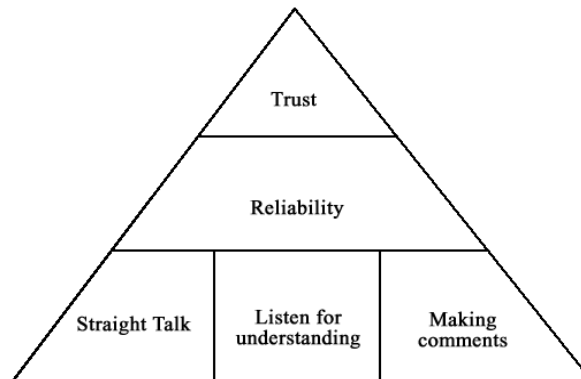 Trust
Reliability
Straight Talk
Listen for
understanding
Making
comments